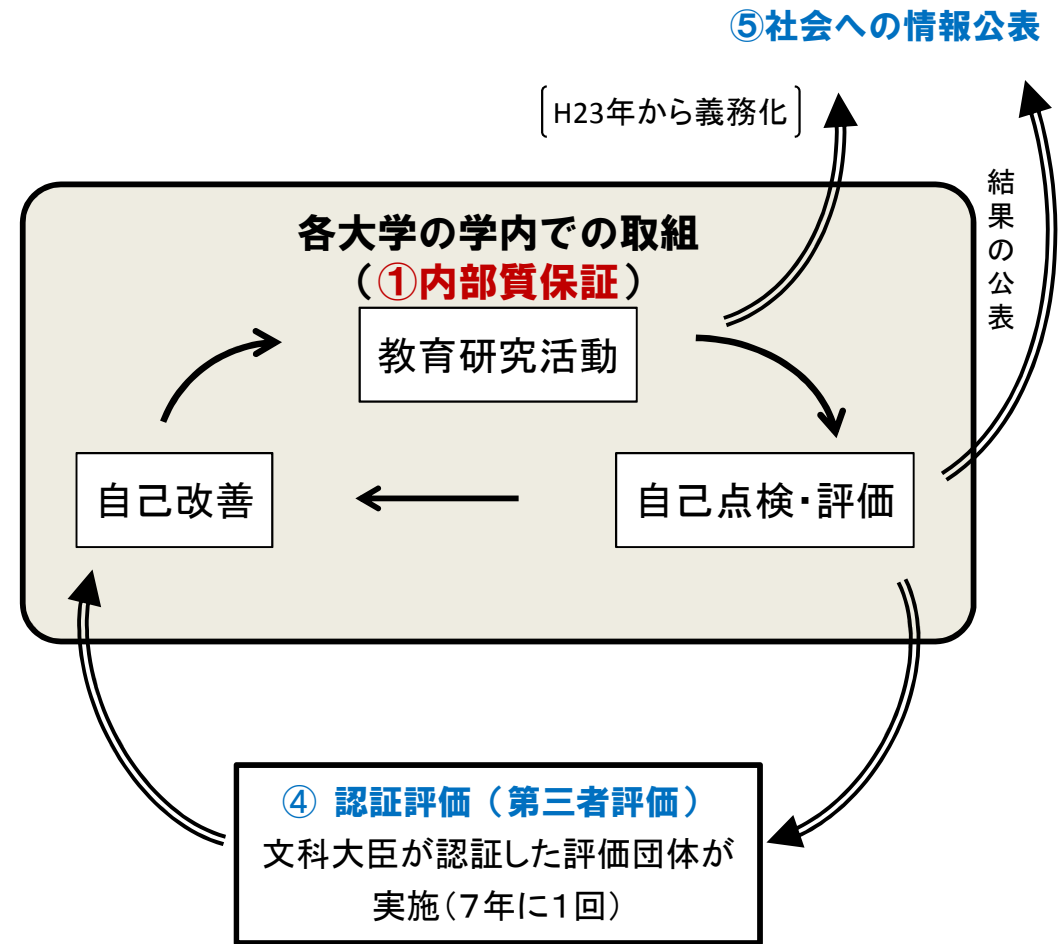 ⑤社会への情報公表
〔H23年から義務化〕
結果の公表
各大学の学内での取組
（①内部質保証）
教育研究活動
自己改善
自己点検・評価
④ 認証評価（第三者評価）
文科大臣が認証した評価団体が
実施（７年に１回）